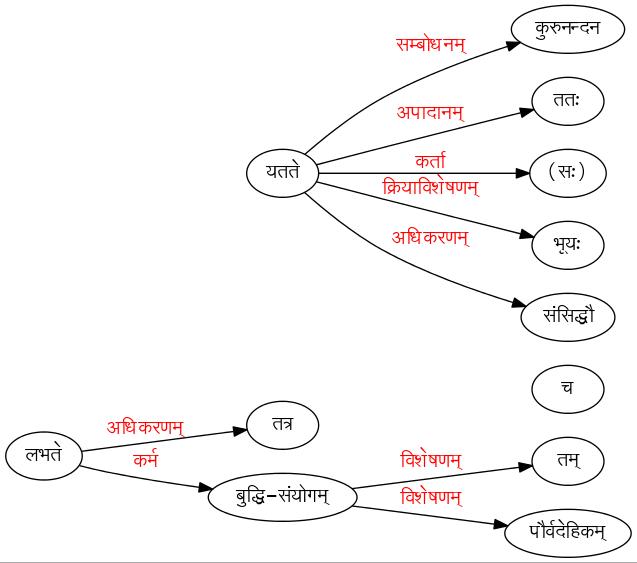 कुरुनन्दन
सम्बोधनम्
ततः
अपादानम्
कर्ता
यतते
(सः)
क्रियाविशेषणम्
भूयः
अधिकरणम्
संसिद्धौ
च
तत्र
अधिकरणम्
लभते
कर्म
विशेषणम्
तम्
बुद्धि-संयोगम्
विशेषणम्
पौर्वदेहिकम्